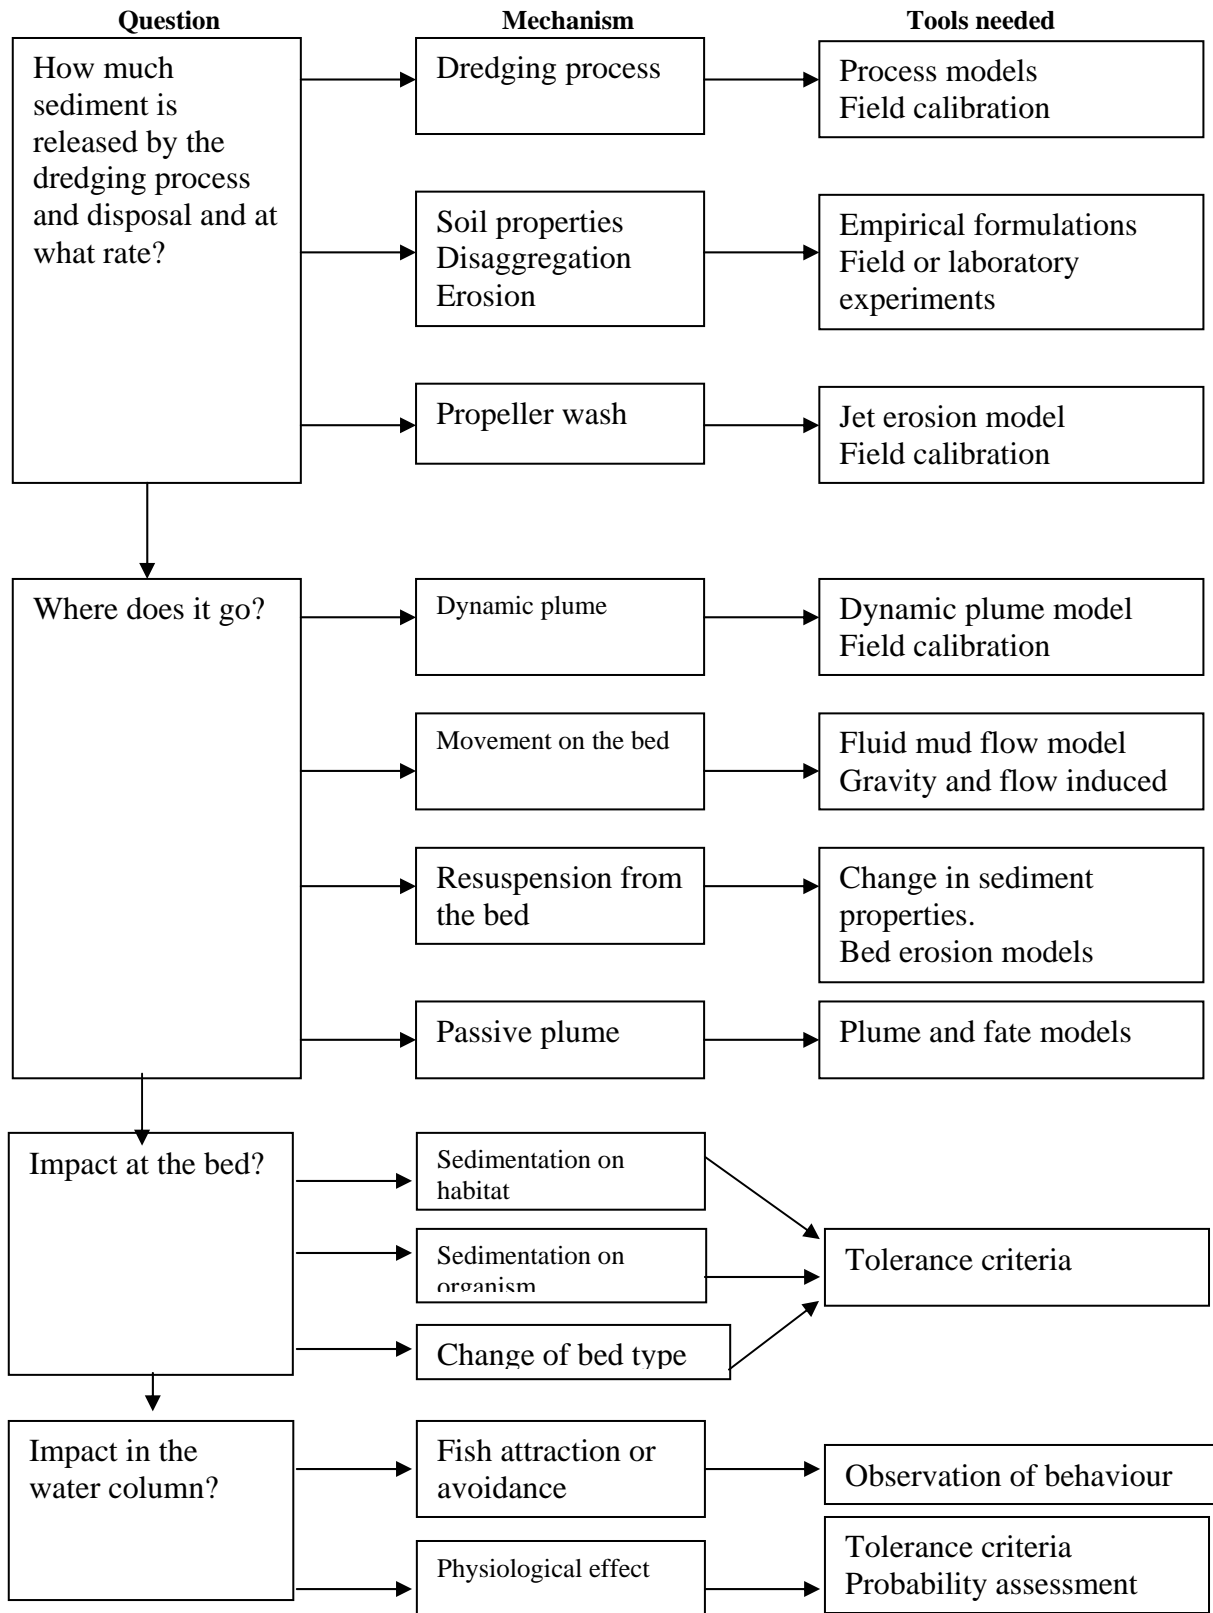 Question
Mechanism
Tools needed
How much
sediment is
released by the
dredging process
and disposal and at
what rate?
Dredging process
Process models
Field calibration
Soil properties
Disaggregation
Erosion
Empirical formulations
Field or laboratory
experiments
Propeller wash
Jet erosion model
Field calibration
Where does it go?
Dynamic plume
Dynamic plume model
Field calibration
Movement on the bed
Fluid mud flow model
Gravity and flow induced
Resuspension from
the bed
Change in sediment
properties.
Bed erosion models
Passive plume
Plume and fate models
Impact at the bed?
Sedimentation on
habitat
Sedimentation on
organism
Change of bed type
Tolerance criteria
Impact in the
water column?
Fish attraction or
avoidance
Observation of behaviour
Physiological effect
Tolerance criteria
Probability assessment